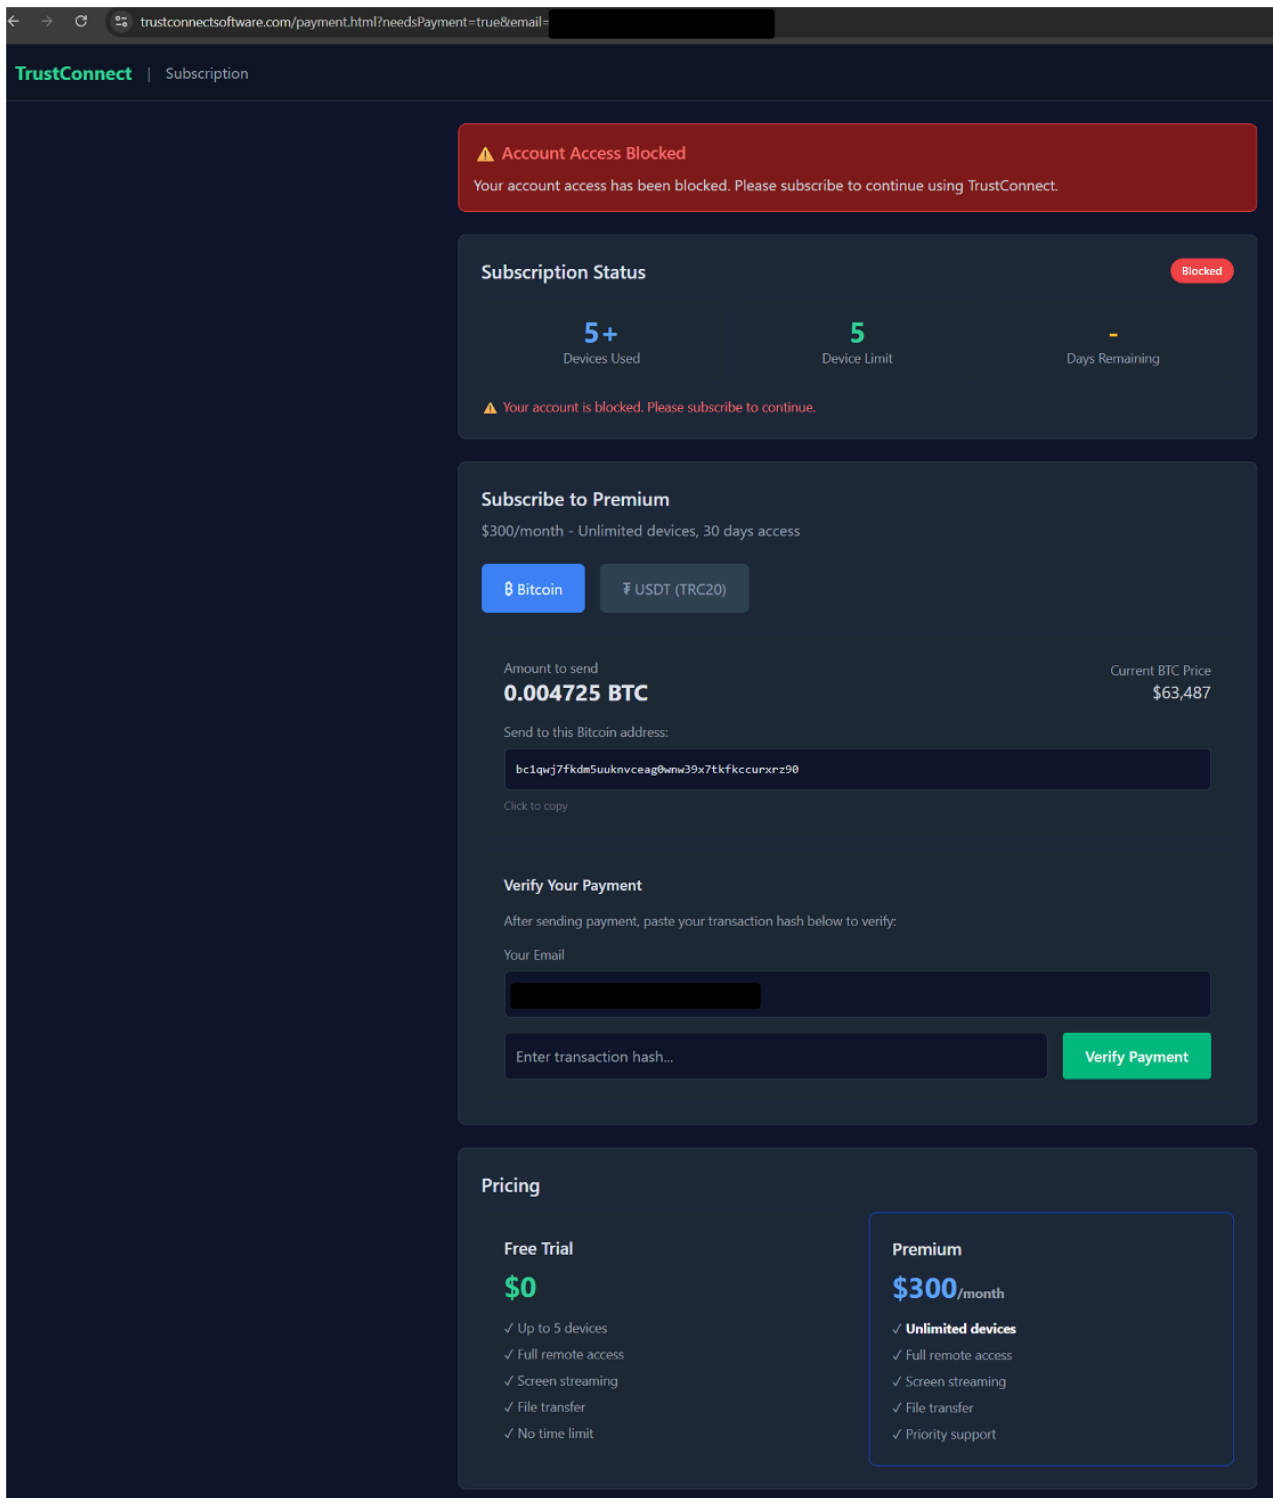 trustconnectsoftware.com/payment.html?needsPayment=true&email=
TrustConnect | Subscription
⚠ Account Access Blocked
Your account access has been blocked. Please subscribe to continue using TrustConnect.
Subscription Status
Blocked
5+
Devices Used
5
Device Limit
-
Days Remaining
⚠ Your account is blocked. Please subscribe to continue.
Subscribe to Premium
$300/month - Unlimited devices, 30 days access
₿ Bitcoin
₮ USDT (TRC20)
Amount to send
0.004725 BTC
Current BTC Price
$63,487
Send to this Bitcoin address:
bc1qwj7fkdm5uuknvceag0wnw39x7tkfkccurxrz90
Click to copy
Verify Your Payment
After sending payment, paste your transaction hash below to verify:
Your Email
Enter transaction hash...
Verify Payment
Pricing
Free Trial
$0
✓ Up to 5 devices
✓ Full remote access
✓ Screen streaming
✓ File transfer
✓ No time limit
Premium
$300/month
✓ Unlimited devices
✓ Full remote access
✓ Screen streaming
✓ File transfer
✓ Priority support